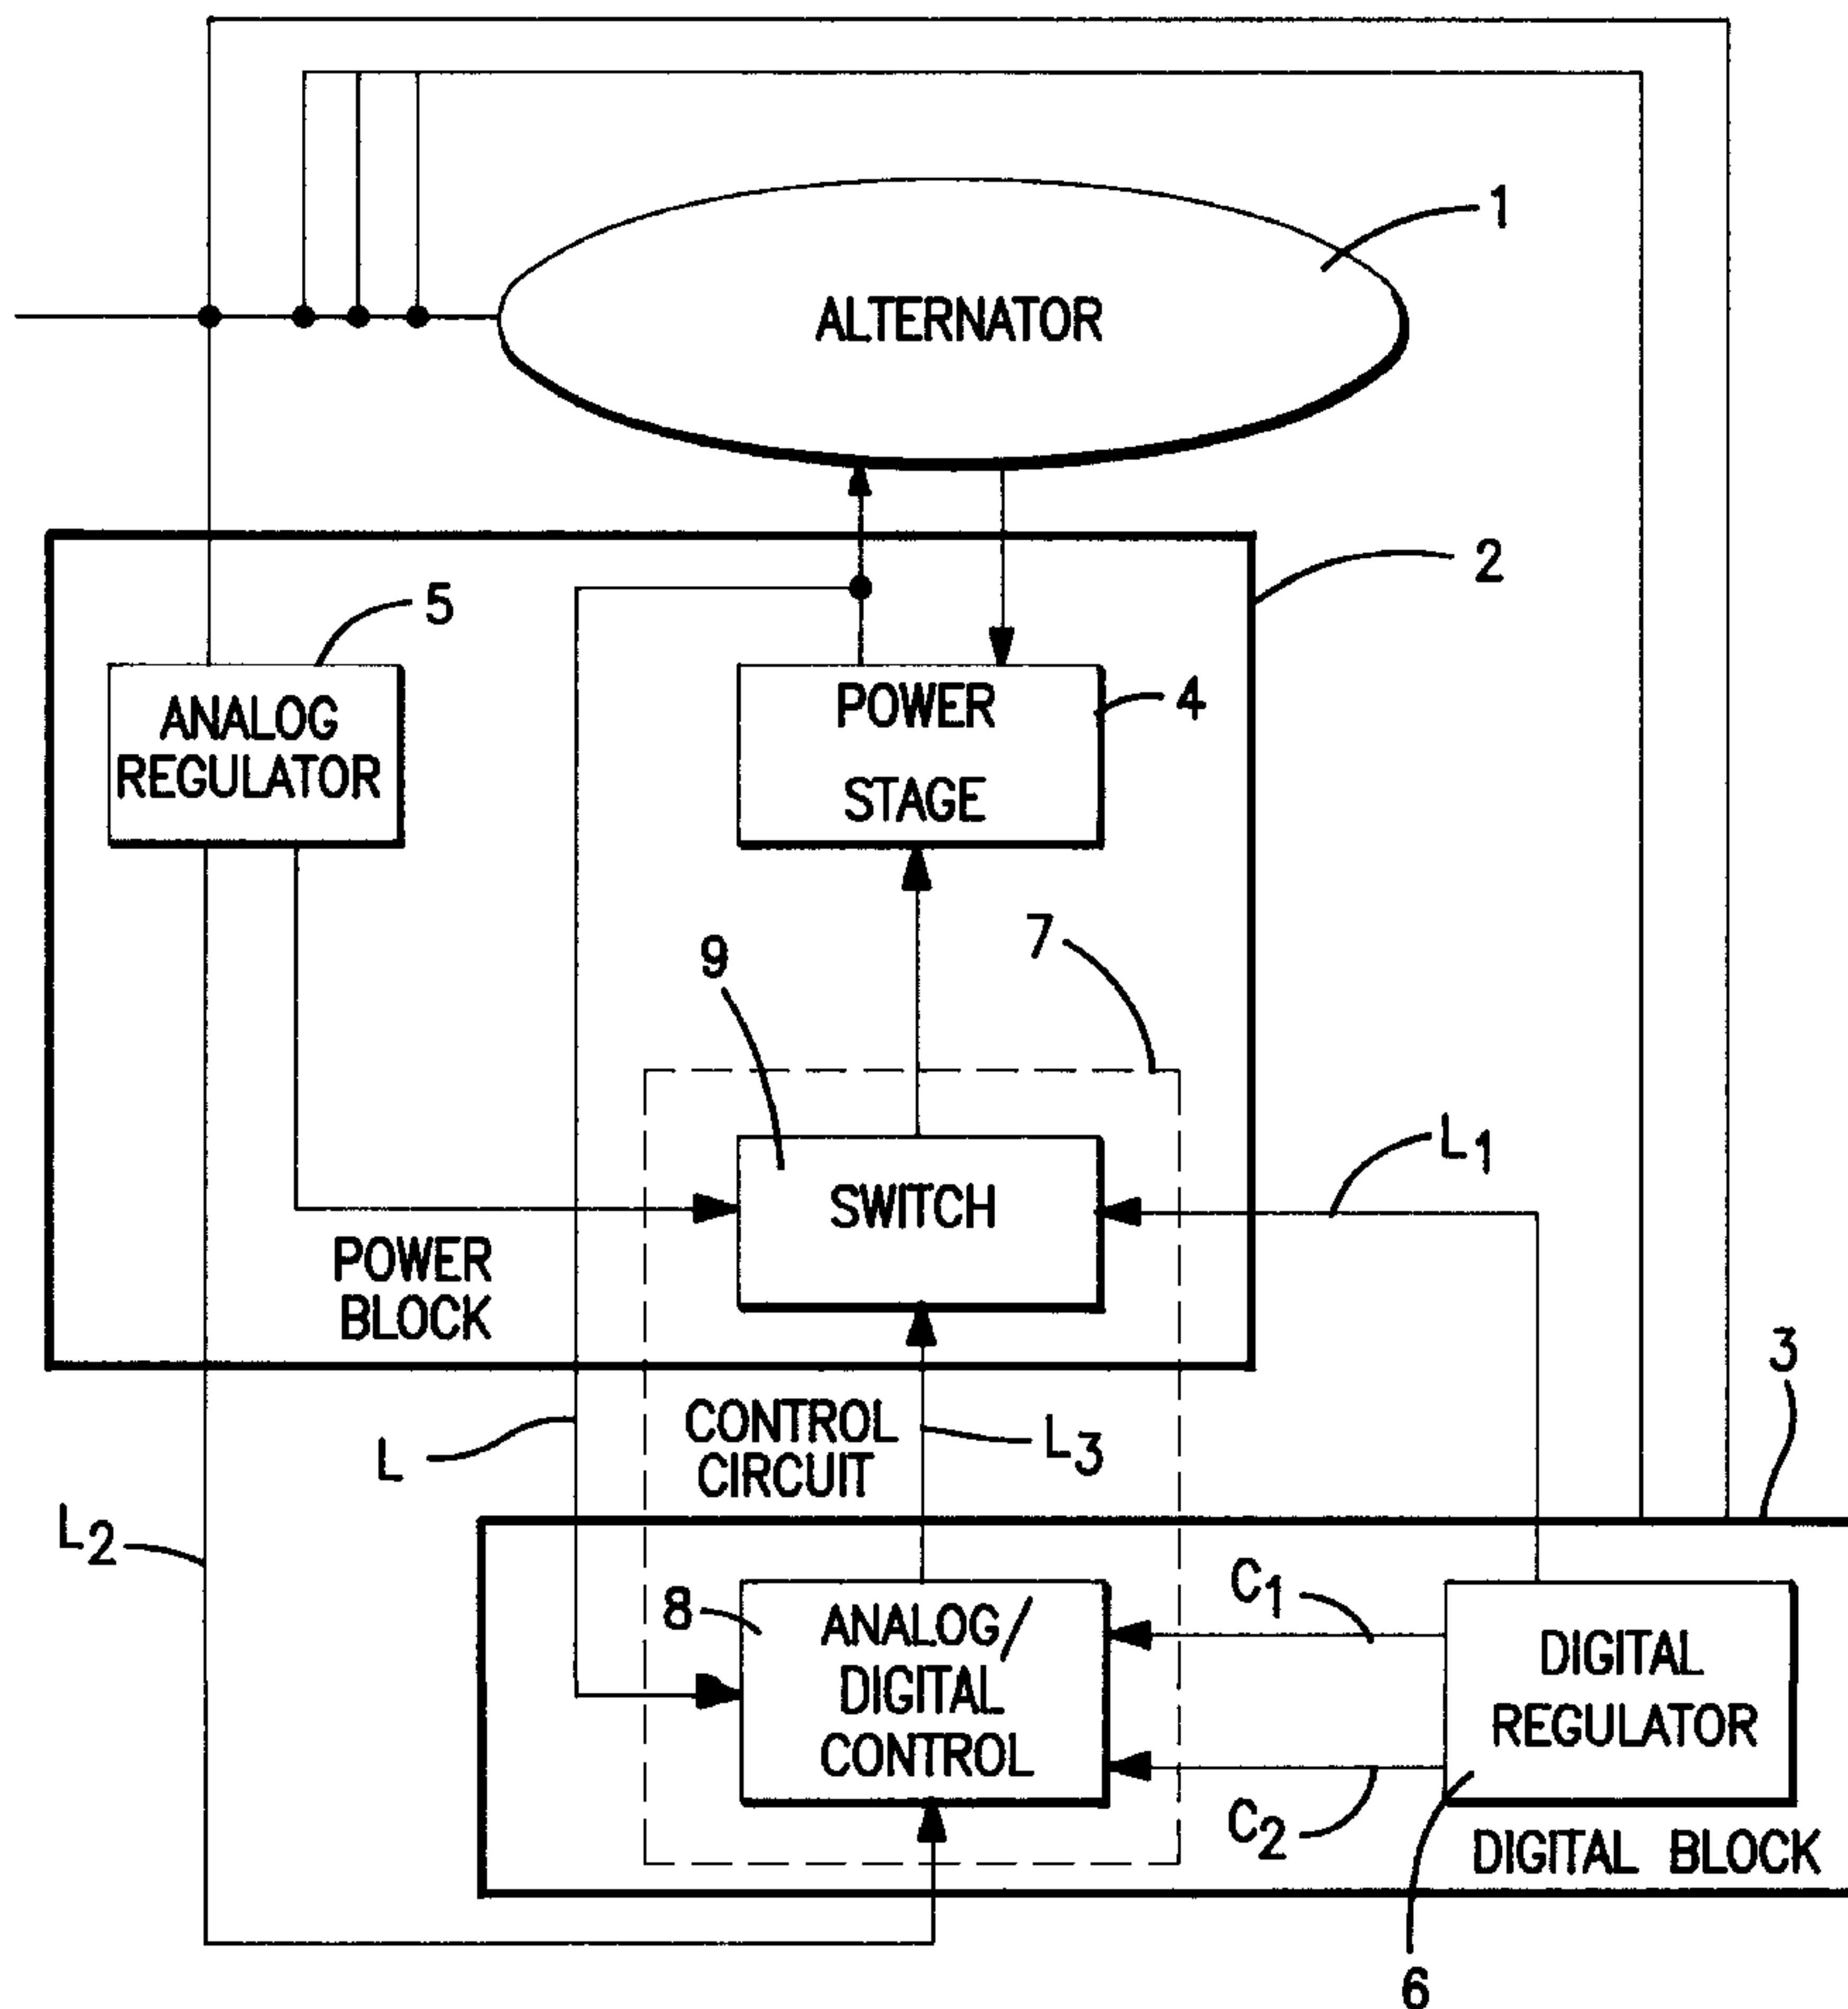 1
ALTERNATOR
2
5
ANALOG
REGULATOR
POWER
STAGE
4
7
9
SWITCH
L1
POWER
BLOCK
3
CONTROL
CIRCUIT
L
L3
L2
8
ANALOG/
DIGITAL
CONTROL
C1
C2
DIGITAL
REGULATOR
DIGITAL BLOCK
6